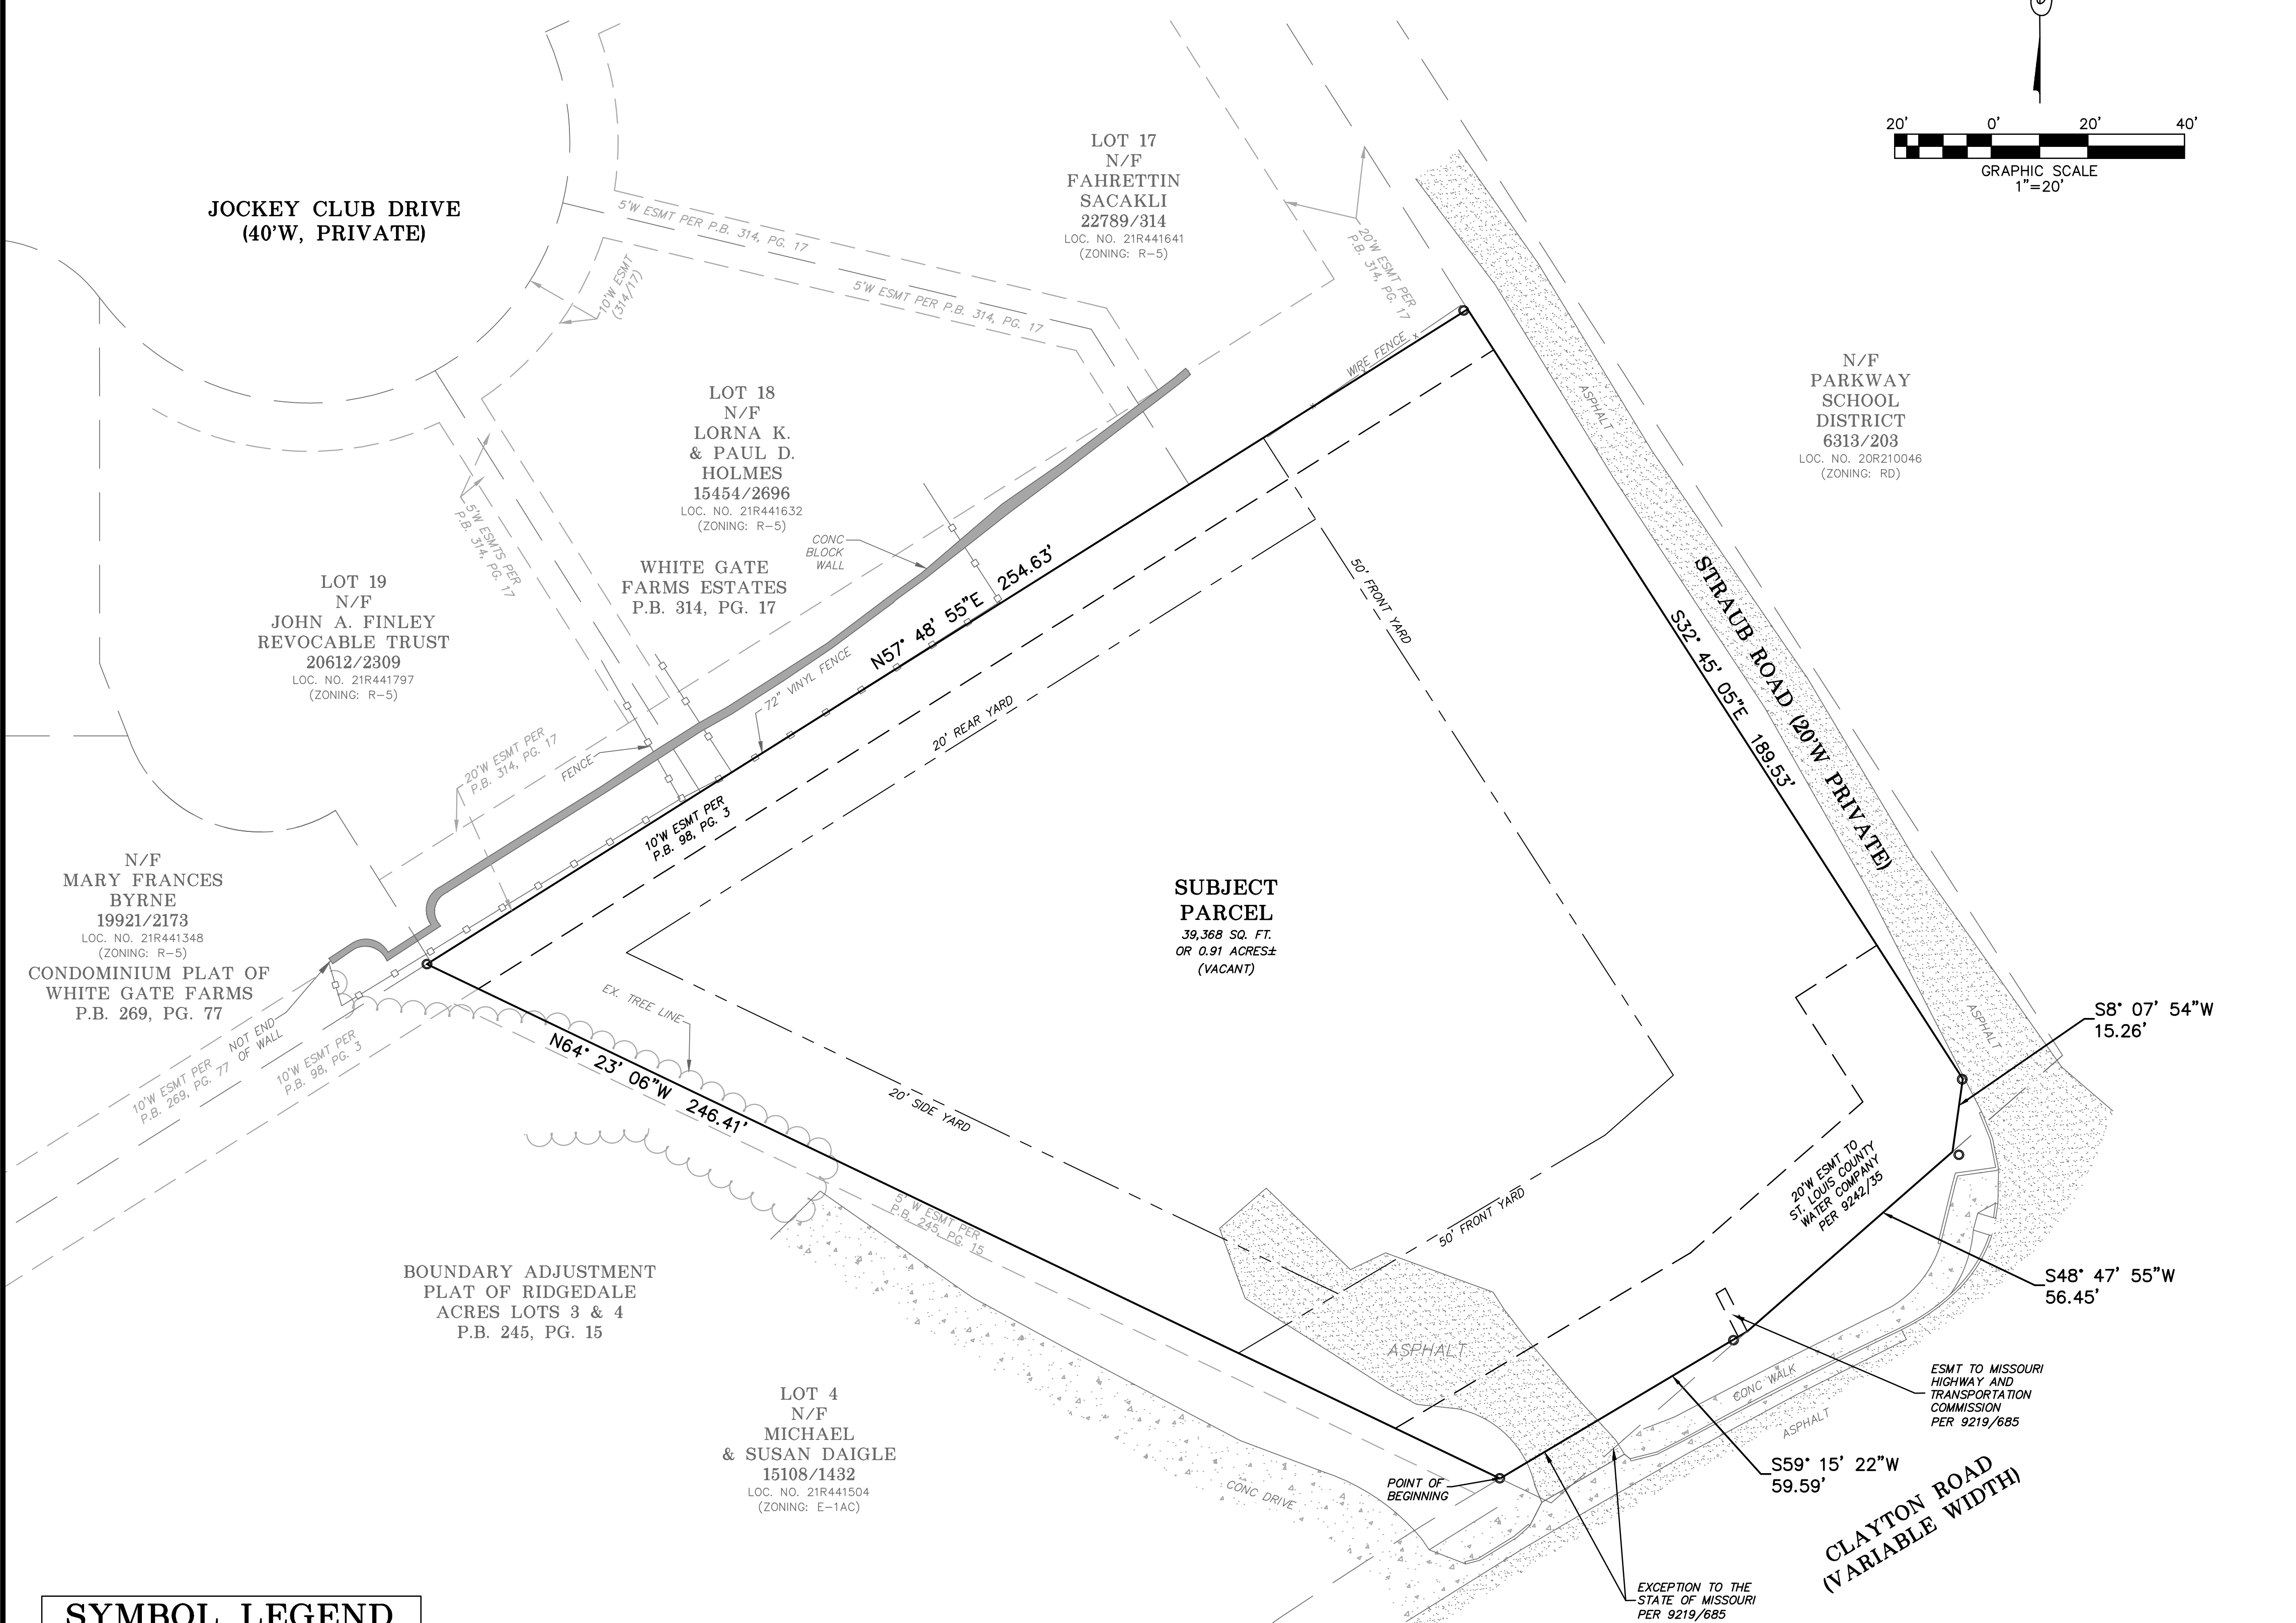 20' 0' 20' 40'
GRAPHIC SCALE
1"=20'
JOCKEY CLUB DRIVE
(40'W, PRIVATE)
LOT 17
N/F
FAHRETTIN
SACAKLI
22789/314
LOC. NO. 21R441641
(ZONING: R-5)
5'W ESMT PER P.B. 314, PG. 17
5'W ESMT PER P.B. 314, PG. 17
10'W ESMT
(314/17)
20'W ESMT PER
P.B. 314, PG. 17
WIRE FENCE
ASPHALT
N/F
PARKWAY
SCHOOL
DISTRICT
6313/203
LOC. NO. 20R210046
(ZONING: RD)
LOT 18
N/F
LORNA K.
& PAUL D.
HOLMES
15454/2696
LOC. NO. 21R441632
(ZONING: R-5)
CONC
BLOCK
WALL
WHITE GATE
FARMS ESTATES
P.B. 314, PG. 17
5'W ESMTS PER
P.B. 314, PG. 17
LOT 19
N/F
JOHN A. FINLEY
REVOCABLE TRUST
20612/2309
LOC. NO. 21R441797
(ZONING: R-5)
N57° 48' 55"E 254.63'
72" VINYL FENCE
50' FRONT YARD
STRAUB ROAD (20'W PRIVATE)
S32° 45' 05"E 189.53'
20' REAR YARD
20'W ESMT PER
P.B. 314, PG. 17
FENCE
10'W ESMT PER
P.B. 98, PG. 3
N/F
MARY FRANCES
BYRNE
19921/2173
LOC. NO. 21R441348
(ZONING: R-5)
CONDOMINIUM PLAT OF
WHITE GATE FARMS
P.B. 269, PG. 77
SUBJECT
PARCEL
39,368 SQ. FT.
OR 0.91 ACRES±
(VACANT)
EX. TREE LINE
NOT END
OF WALL
10'W ESMT PER
P.B. 269, PG. 77
10'W ESMT PER
P.B. 98, PG. 3
N64° 23' 06"W 246.41'
20' SIDE YARD
ASPHALT
S8° 07' 54"W
15.26'
20'W ESMT TO
ST. LOUIS COUNTY
WATER COMPANY
PER 9242/35
5' W ESMT PER
P.B. 245, PG. 15
50' FRONT YARD
S48° 47' 55"W
56.45'
BOUNDARY ADJUSTMENT
PLAT OF RIDGEDALE
ACRES LOTS 3 & 4
P.B. 245, PG. 15
ASPHALT
CONC WALK
ASPHALT
ESMT TO MISSOURI
HIGHWAY AND
TRANSPORTATION
COMMISSION
PER 9219/685
LOT 4
N/F
MICHAEL
& SUSAN DAIGLE
15108/1432
LOC. NO. 21R441504
(ZONING: E-1AC)
CONC DRIVE
POINT OF
BEGINNING
S59° 15' 22"W
59.59'
CLAYTON ROAD
(VARIABLE WIDTH)
EXCEPTION TO THE
STATE OF MISSOURI
PER 9219/685
SYMBOL LEGEND